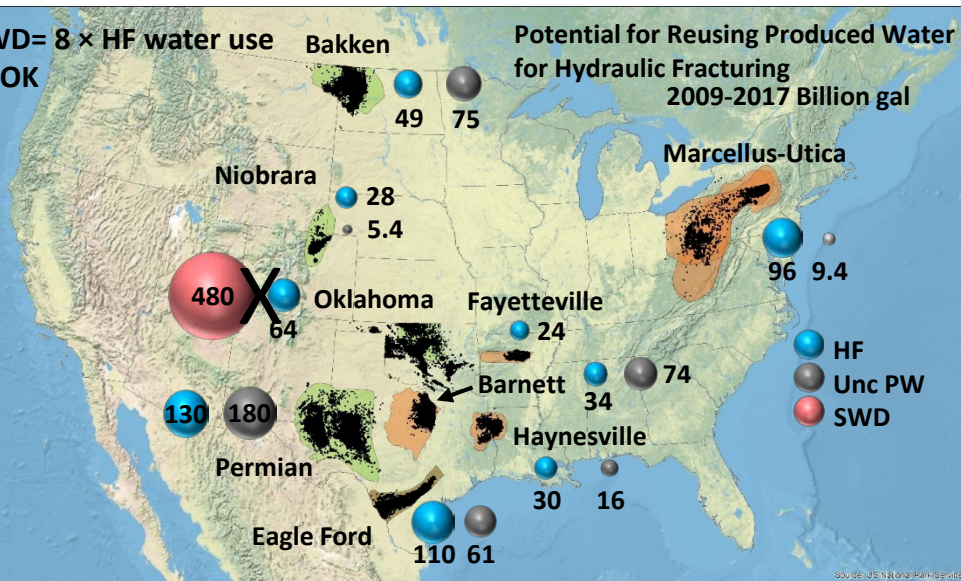 WD= 8 × HF water use
OK
Potential for Reusing Produced Water
for Hydraulic Fracturing
2009-2017 Billion gal
Bakken
49
75
Marcellus-Utica
Niobrara
28
5.4
96
9.4
480
X
64
Oklahoma
Fayetteville
24
Barnett
34
74
HF
Unc PW
SWD
130
180
Permian
Haynesville
30
16
Eagle Ford
110
61
Source: US National Park Service